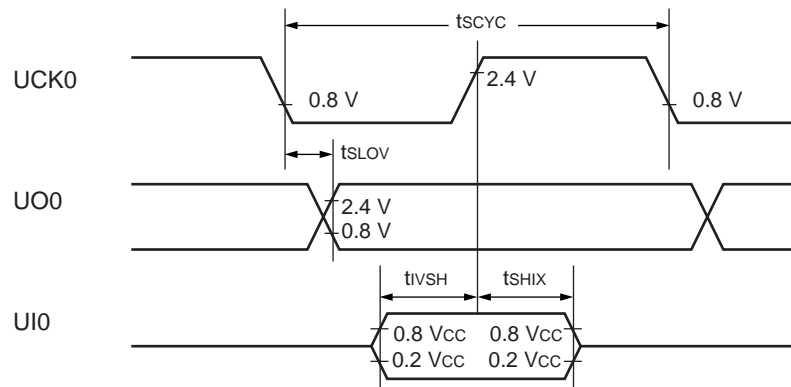 tSCYC
UCK0
2.4 V
0.8 V
0.8 V
tSLOV
UO0
2.4 V
0.8 V
tIVSH
tSHIX
UI0
0.8 VCC
0.8 VCC
0.2 VCC
0.2 VCC